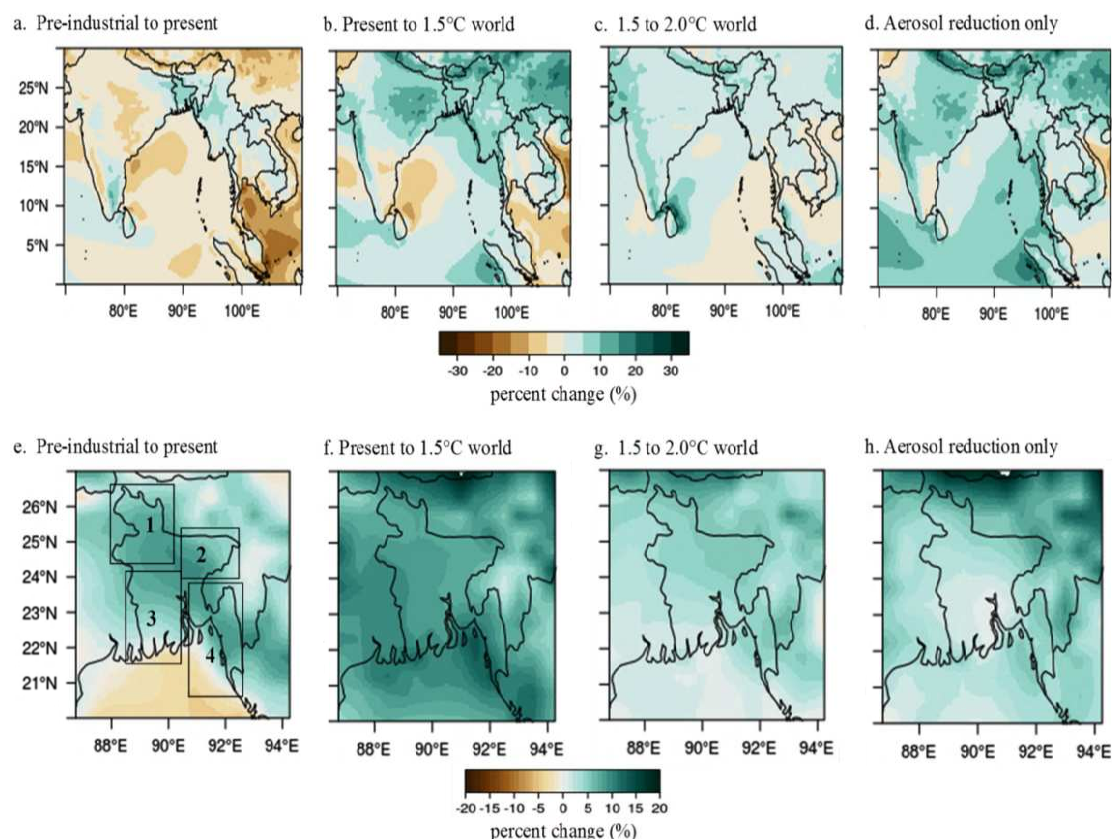 a. Pre-industrial to present b. Present to 1.5°C world c. 1.5 to 2.0°C world d. Aerosol reduction only
25°N
20°N
15°N
10°N
5°N
80°E 90°E 100°E 80°E 90°E 100°E 80°E 90°E 100°E 80°E 90°E 100°E
-30 -20 -10 0 10 20 30
percent change (%)
e. Pre-industrial to present f. Present to 1.5°C world g. 1.5 to 2.0°C world h. Aerosol reduction only
26°N
1
25°N
2
24°N
23°N
3
22°N
4
21°N
88°E 90°E 92°E 94°E 88°E 90°E 92°E 94°E 88°E 90°E 92°E 94°E 88°E 90°E 92°E 94°E
-20 -15 -10 -5 0 5 10 15 20
percent change (%)